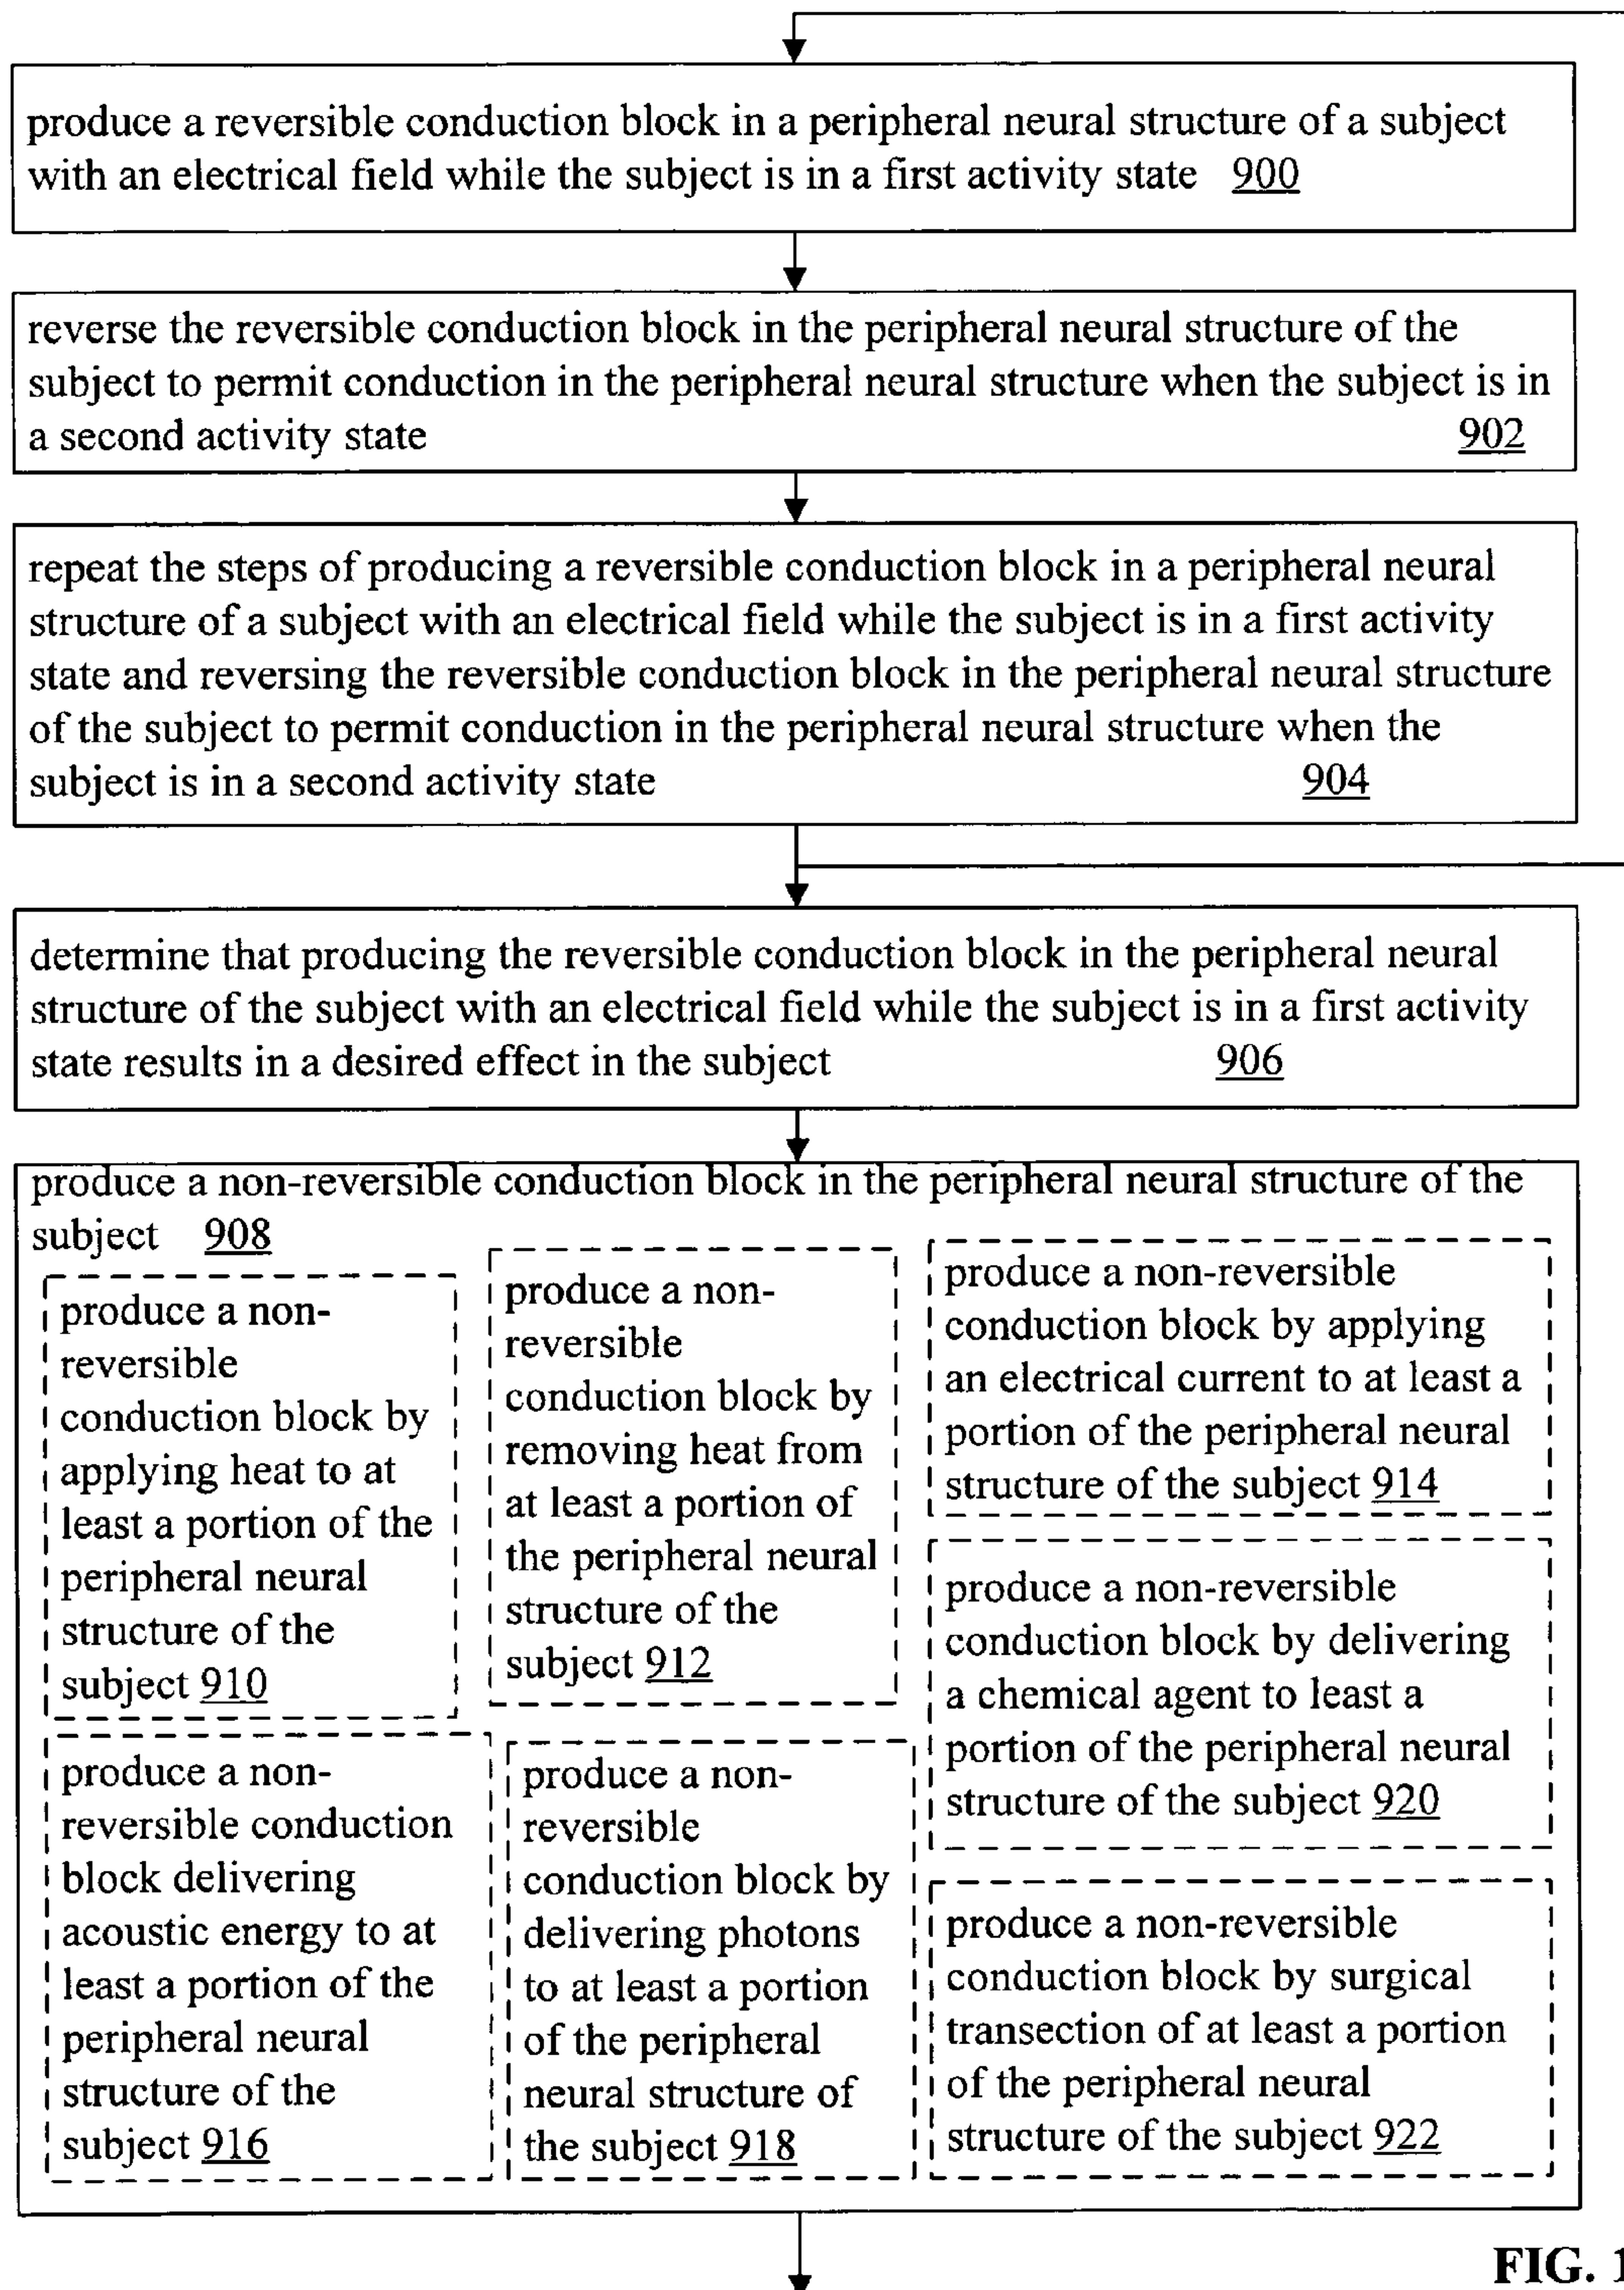 produce a reversible conduction block in a peripheral neural structure of a subject
with an electrical field while the subject is in a first activity state 900
reverse the reversible conduction block in the peripheral neural structure of the
subject to permit conduction in the peripheral neural structure when the subject is in
a second activity state 902
repeat the steps of producing a reversible conduction block in a peripheral neural
structure of a subject with an electrical field while the subject is in a first activity
state and reversing the reversible conduction block in the peripheral neural structure
of the subject to permit conduction in the peripheral neural structure when the
subject is in a second activity state 904
determine that producing the reversible conduction block in the peripheral neural
structure of the subject with an electrical field while the subject is in a first activity
state results in a desired effect in the subject 906
produce a non-reversible conduction block in the peripheral neural structure of the
subject 908
produce a non-
reversible
conduction block by
applying heat to at
least a portion of the
peripheral neural
structure of the
subject 910
produce a non-
reversible
conduction block by
removing heat from
at least a portion of
the peripheral neural
structure of the
subject 912
produce a non-reversible
conduction block by applying
an electrical current to at least a
portion of the peripheral neural
structure of the subject 914
produce a non-
reversible conduction
block delivering
acoustic energy to at
least a portion of the
peripheral neural
structure of the
subject 916
produce a non-
reversible
conduction block by
delivering photons
to at least a portion
of the peripheral
neural structure of
the subject 918
produce a non-reversible
conduction block by delivering
a chemical agent to least a
portion of the peripheral neural
structure of the subject 920
produce a non-reversible
conduction block by surgical
transection of at least a portion
of the peripheral neural
structure of the subject 922
FIG. 1